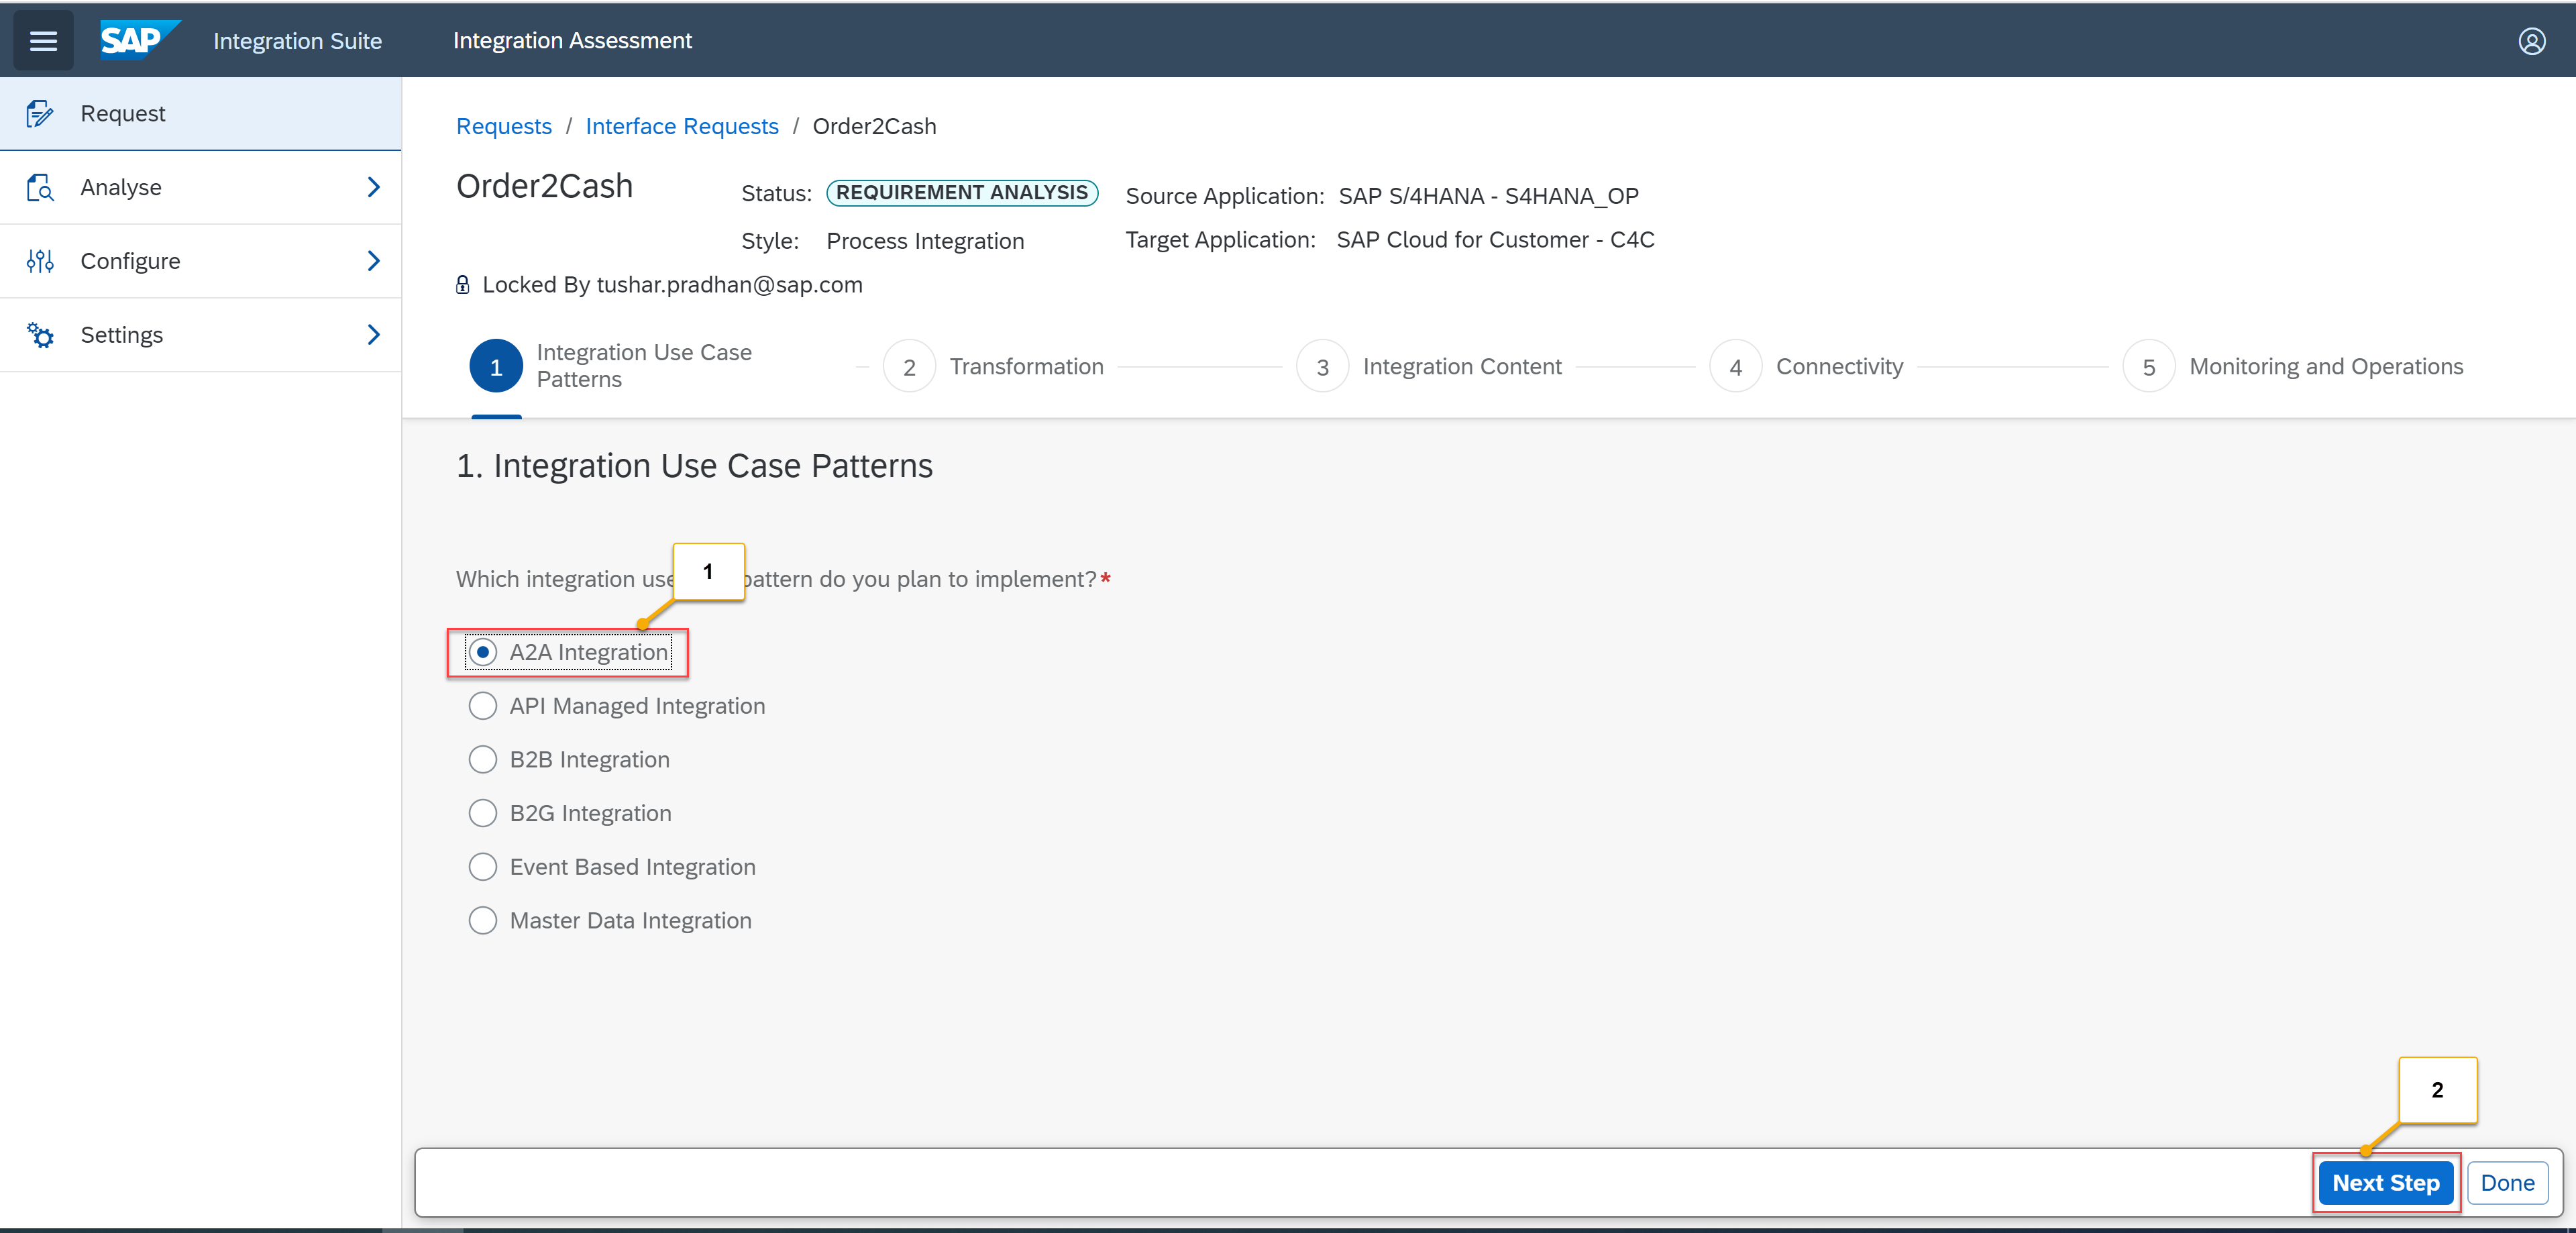 SAP Integration Suite Integration Assessment
Request
Analyse
Configure
Settings
Requests / Interface Requests / Order2Cash
Order2Cash
Status: REQUIREMENT ANALYSIS
Style: Process Integration
Source Application: SAP S/4HANA - S4HANA_OP
Target Application: SAP Cloud for Customer - C4C
Locked By tushar.pradhan@sap.com
1 Integration Use Case
Patterns
2 Transformation
3 Integration Content
4 Connectivity
5 Monitoring and Operations
1. Integration Use Case Patterns
1
Which integration use pattern do you plan to implement?*
A2A Integration
API Managed Integration
B2B Integration
B2G Integration
Event Based Integration
Master Data Integration
2
Next Step Done